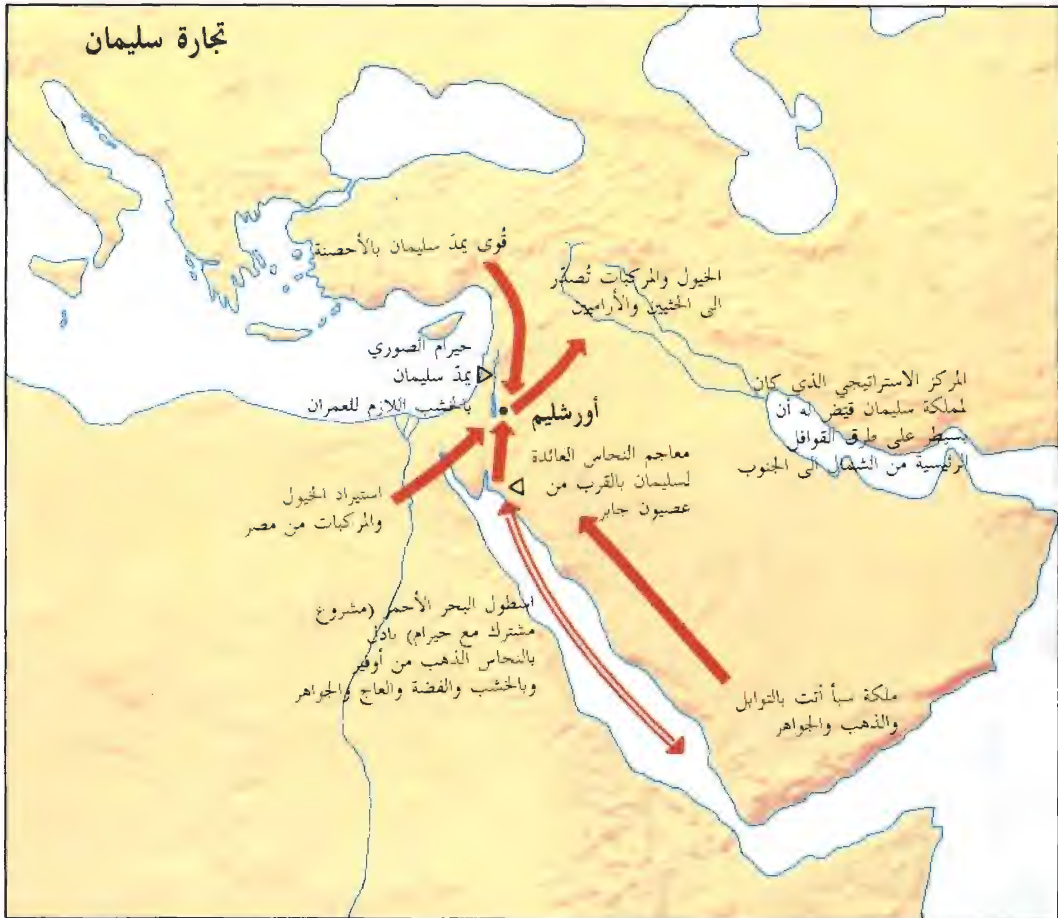 تجارة سليمان
قُوى يمدّ سليمان بالأحصنة
الخيول والمركبات تُصدّر
الى الحثيين والأراميين
حيرام الصوري
يمدّ سليمان
بالخشب اللازم للعمران
المركز الاستراتيجي الذي كان
لمملكة سليمان قيّض له أن
يسيطر على طرق القوافل
الرئيسية من الشمال الى الجنوب
أورشليم
معاجم النحاس العائدة
لسليمان بالقرب من
عصيون جابر
استيراد الخيول
والمركبات من مصر
اسطول البحر الأحمر (مشروع
مشترك مع حيرام) بادل
بالنحاس الذهب من أوفير
وبالخشب والفضة والعاج والجواهر
ملكة سبأ أتت بالتوابل
والذهب والجواهر